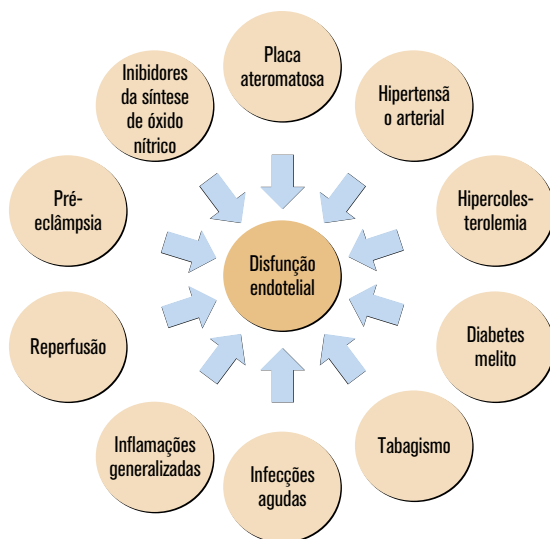 Placa
ateromatosa
Hipertensã
o arterial
Hipercoles-
terolemia
Diabetes
melito
Tabagismo
Infecções
agudas
Inflamações
generalizadas
Reperfusão
Pré-
eclâmpsia
Inibidores
da síntese
de óxido
nítrico
Disfunção
endotelial